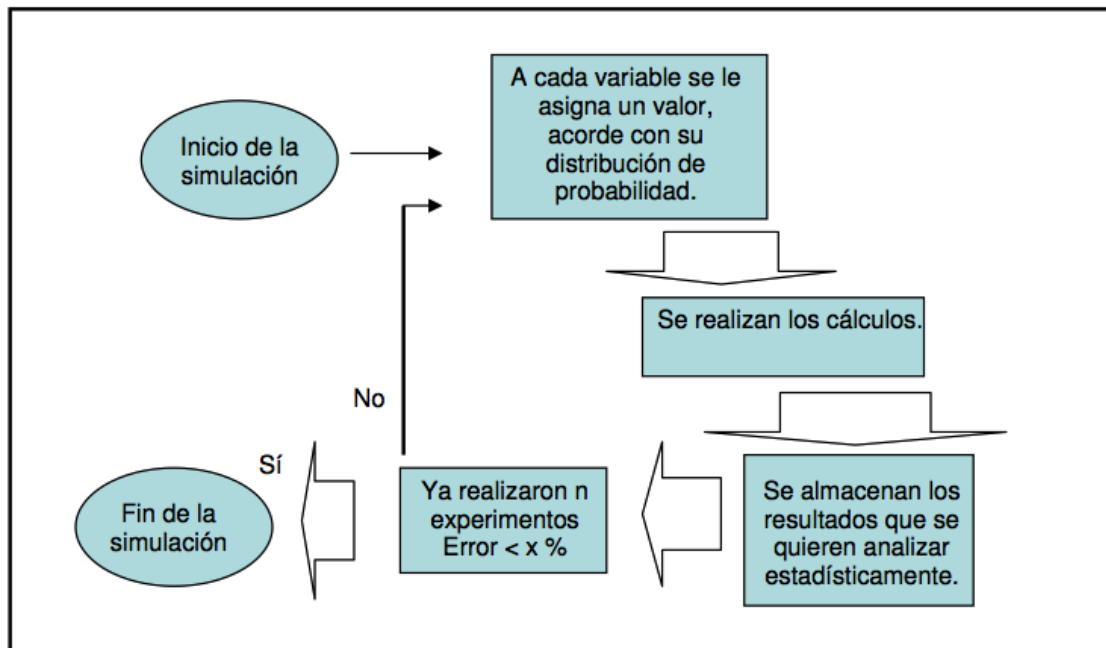 Inicio de la
simulación
A cada variable se le
asigna un valor,
acorde con su
distribución de
probabilidad.
Se realizan los cálculos.
Se almacenan los
resultados que se
quieren analizar
estadísticamente.
Ya realizaron n
experimentos
Error < x %
No
Sí
Fin de la
simulación